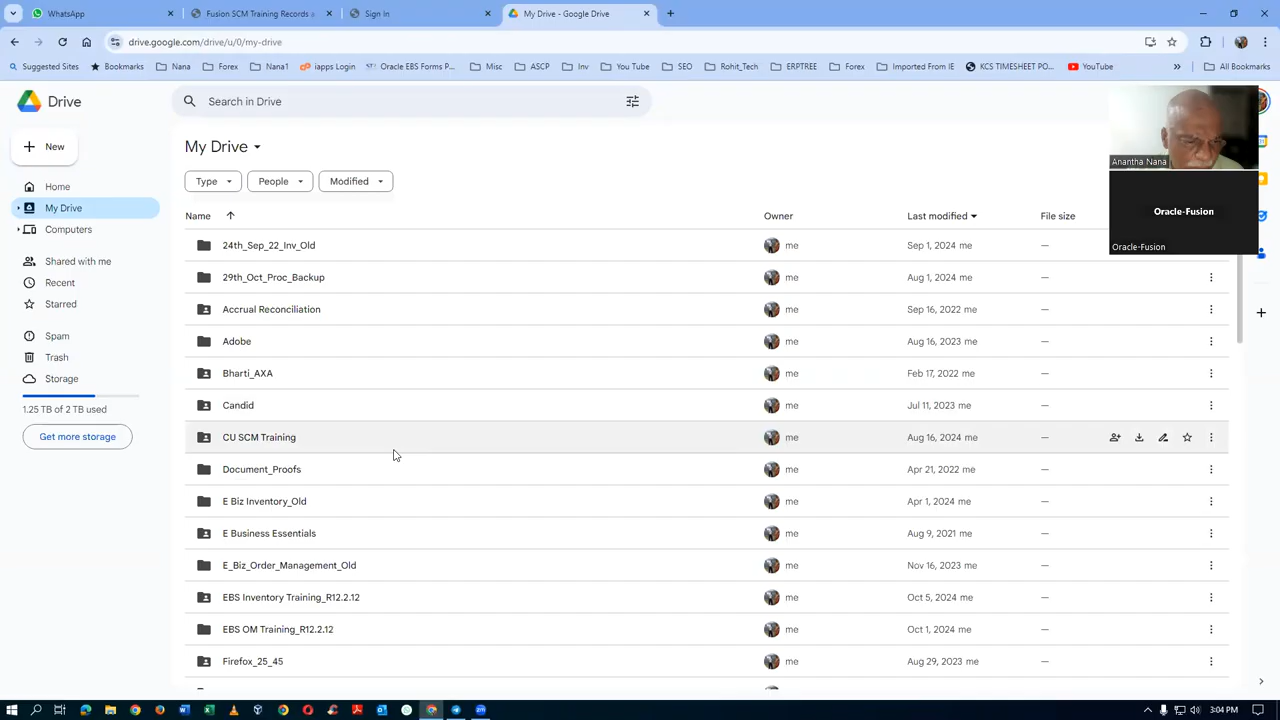 WhatsApp
Fusion SCM Training Records a
Sign In
My Drive - Google Drive
drive.google.com/drive/u/0/my-drive
Suggested Sites
Bookmarks
Nana
Forex
Nana1
iapps Login
Oracle EBS Forms P...
Misc
ASCP
Inv
You Tube
SEO
Rohit_Tech
ERPTREE
Forex
Imported From IE
KCS TIMESHEET PO...
YouTube
All Bookmarks
Drive
Search in Drive
New
My Drive
Type
People
Modified
Home
My Drive
Computers
Shared with me
Recent
Starred
Spam
Trash
Storage
1.25 TB of 2 TB used
Get more storage
Name Owner Last modified File size
24th_Sep_22_Inv_Old me Sep 1, 2024 me —
29th_Oct_Proc_Backup me Aug 1, 2024 me —
Accrual Reconciliation me Sep 16, 2022 me —
Adobe me Aug 16, 2023 me —
Bharti_AXA me Feb 17, 2022 me —
Candid me Jul 11, 2023 me —
CU SCM Training me Aug 16, 2024 me —
Document_Proofs me Apr 21, 2022 me —
E Biz Inventory_Old me Apr 1, 2024 me —
E Business Essentials me Aug 9, 2021 me —
E_Biz_Order_Management_Old me Nov 16, 2023 me —
EBS Inventory Training_R12.2.12 me Oct 5, 2024 me —
EBS OM Training_R12.2.12 me Oct 1, 2024 me —
Firefox_25_45 me Aug 29, 2023 me —
Anantha Nana
Oracle-Fusion
Oracle-Fusion
3:04 PM